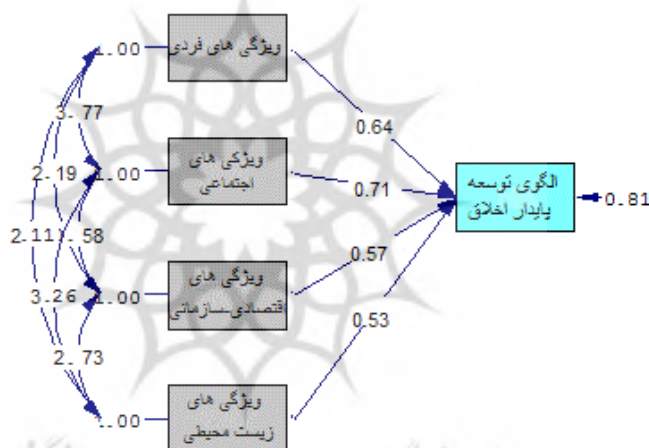 1.00
ویژگی های فردی
3.77
0.64
ویژگی های
اجتماعی
1.00
2.19
0.71
الگوی توسعه
پایدار اخلاق
0.81
2.11
.58
0.57
ویژگی های
اقتصادی-سازمانی
1.00
3.26
0.53
2.73
ویژگی های
زیست محیطی
1.00